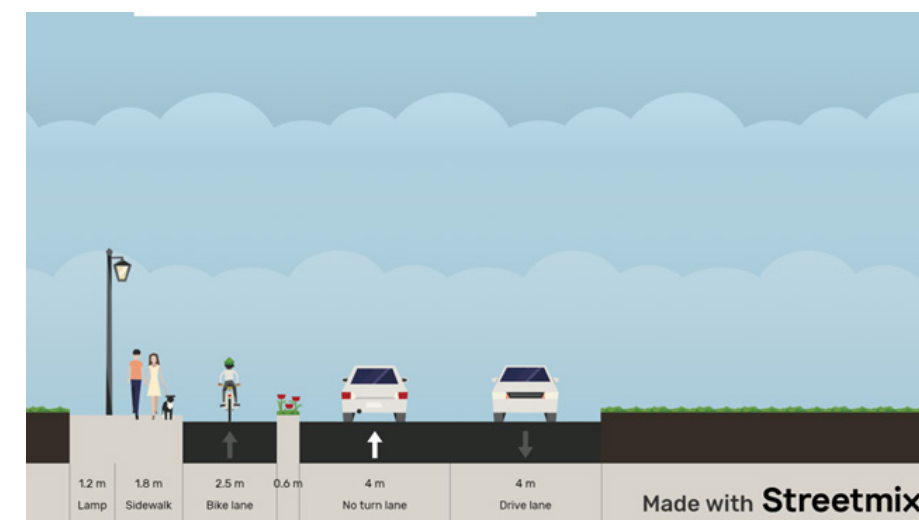 1.2 m 1.8 m 2.5 m 0.6 m 4 m 4 m
Lamp Sidewalk Bike lane No turn lane Drive lane
Made with Streetmix